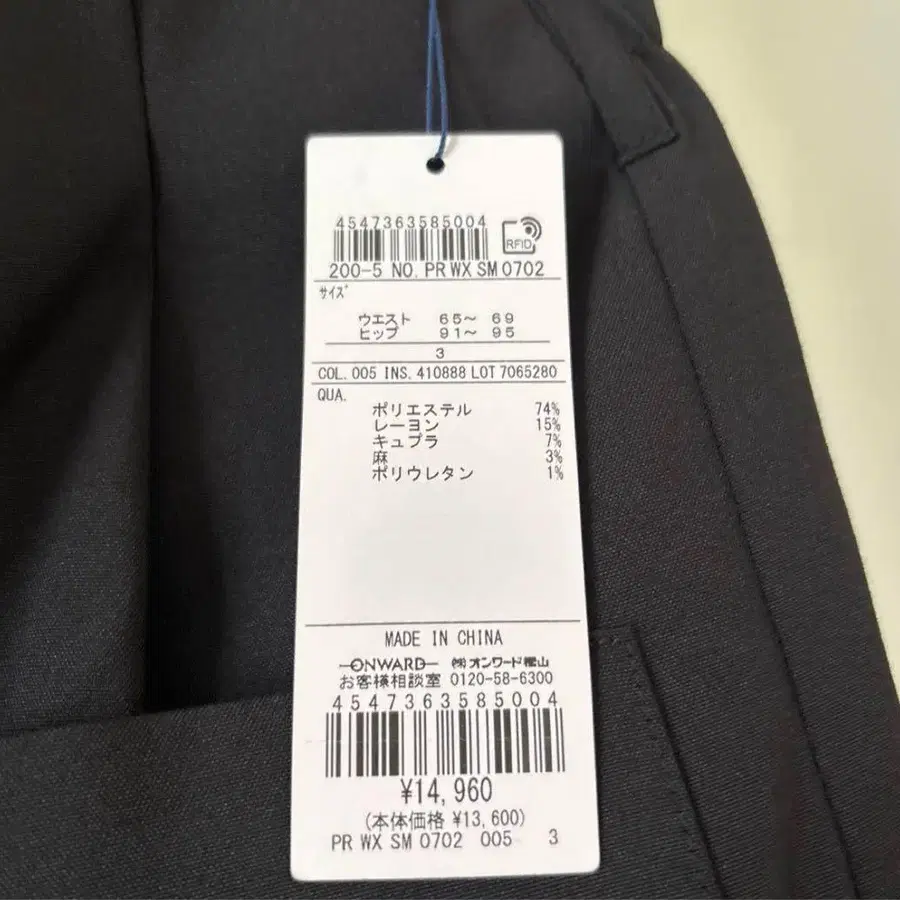 4547363585004
RFID
200-5 NO. PR WX SM 0702
サイズ
ウエスト 65〜 69
ヒップ 91〜 95
3
COL. 005 INS. 410888 LOT 7065280
QUA.
ポリエステル 74%
レーヨン 15%
キュプラ 7%
麻 3%
ポリウレタン 1%
MADE IN CHINA
ONWARD ㈱オンワード樫山
お客様相談室 0120-58-6300
4547363585004
¥14,960
(本体価格 ¥13,600)
PR WX SM 0702 005 3